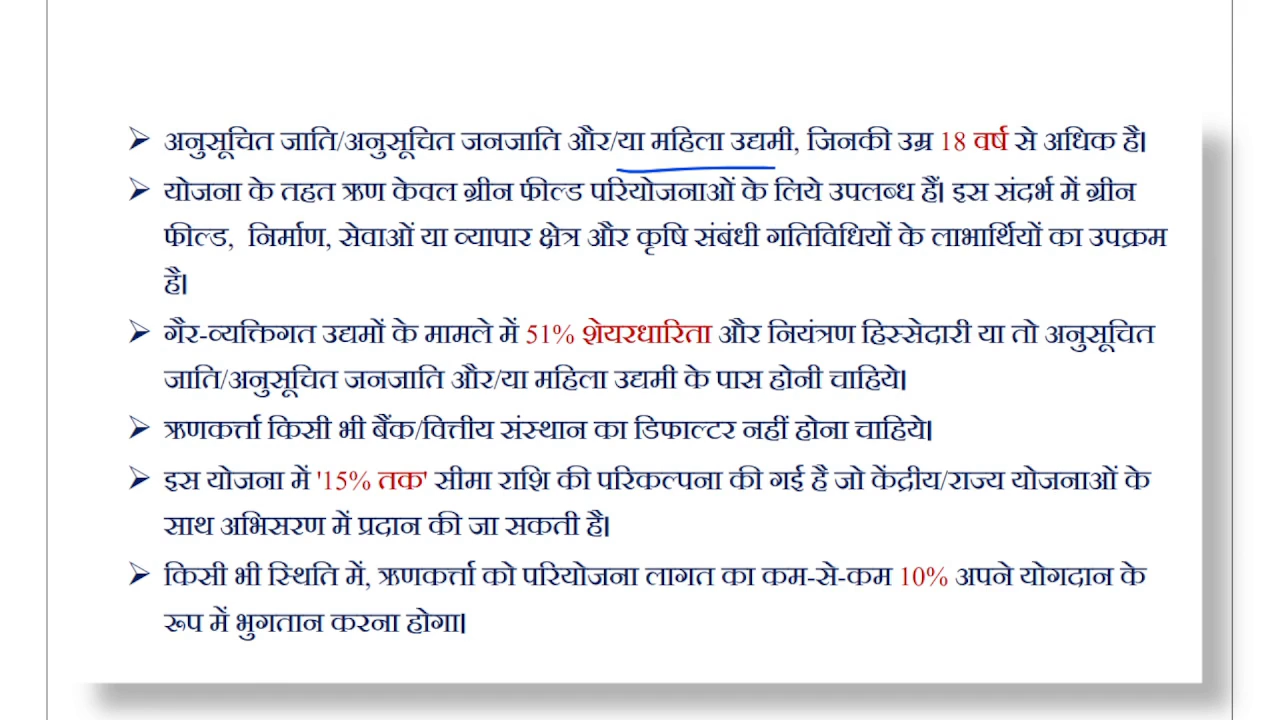 ➢ अनुसूचित जाति/अनुसूचित जनजाति और/या महिला उद्यमी, जिनकी उम्र 18 वर्ष से अधिक है।
➢ योजना के तहत ऋण केवल ग्रीन फील्ड परियोजनाओं के लिये उपलब्ध हैं। इस संदर्भ में ग्रीन
फील्ड, निर्माण, सेवाओं या व्यापार क्षेत्र और कृषि संबंधी गतिविधियों के लाभार्थियों का उपक्रम
है।
➢ गैर-व्यक्तिगत उद्यमों के मामले में 51% शेयरधारिता और नियंत्रण हिस्सेदारी या तो अनुसूचित
जाति/अनुसूचित जनजाति और/या महिला उद्यमी के पास होनी चाहिये।
➢ ऋणकर्त्ता किसी भी बैंक/वित्तीय संस्थान का डिफाल्टर नहीं होना चाहिये।
➢ इस योजना में '15% तक' सीमा राशि की परिकल्पना की गई है जो केंद्रीय/राज्य योजनाओं के
साथ अभिसरण में प्रदान की जा सकती है।
➢ किसी भी स्थिति में, ऋणकर्त्ता को परियोजना लागत का कम-से-कम 10% अपने योगदान के
रूप में भुगतान करना होगा।